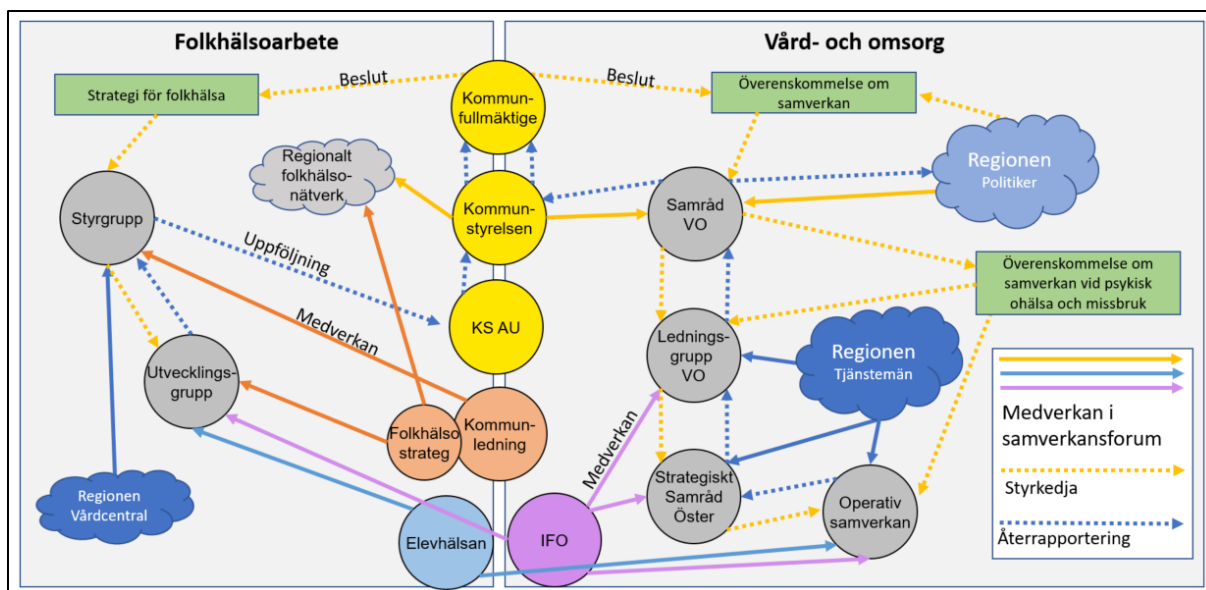 Folkhälsoarbete
Vård- och omsorg
Beslut
Beslut
Strategi för folkhälsa
Kommun-
fullmäktige
Överenskommelse om
samverkan
Regionalt
folkhälso-
nätverk
Regionen
Politiker
Styrgrupp
Kommun-
styrelsen
Samråd
VO
Uppföljning
Överenskommelse om
samverkan vid psykisk
ohälsa och missbruk
KS AU
Medverkan
Lednings-
grupp
VO
Regionen
Tjänstemän
Utvecklings-
grupp
Folkhälso
strateg
Kommun-
ledning
Medverkan
Medverkan i
samverkansforum
Styrkedja
Återrapportering
Regionen
Vårdcentral
Strategiskt
Samråd
Öster
Operativ
samverkan
Elevhälsan
IFO